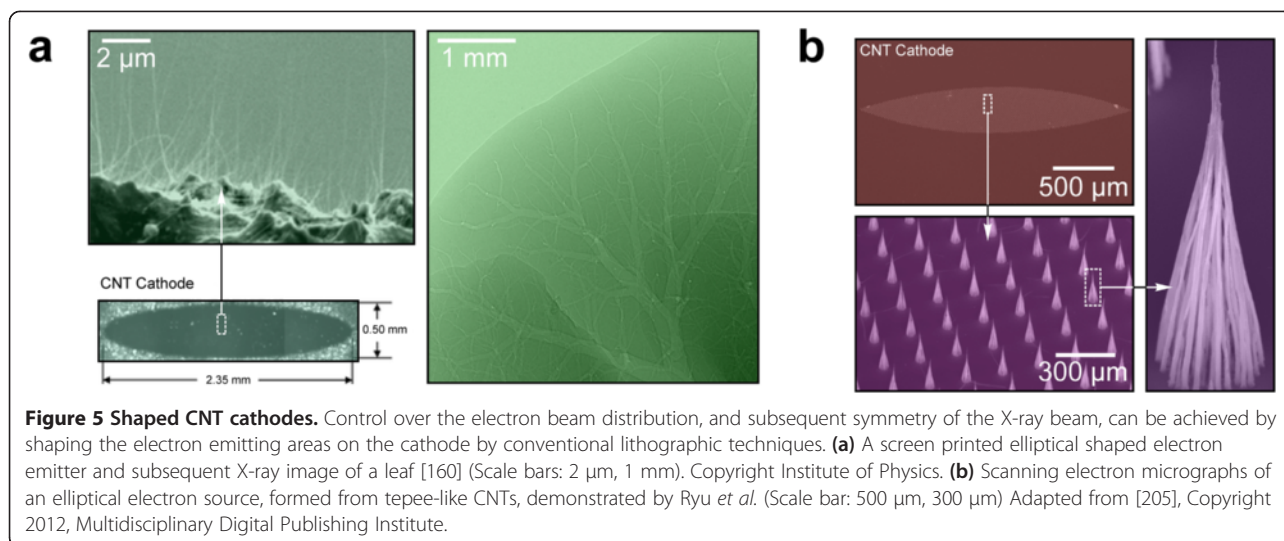 a
2 µm
1 mm
CNT Cathode
0.50 mm
2.35 mm
b
CNT Cathode
500 µm
300 µm
Figure 5 Shaped CNT cathodes. Control over the electron beam distribution, and subsequent symmetry of the X-ray beam, can be achieved by
shaping the electron emitting areas on the cathode by conventional lithographic techniques. (a) A screen printed elliptical shaped electron
emitter and subsequent X-ray image of a leaf [160] (Scale bars: 2 µm, 1 mm). Copyright Institute of Physics. (b) Scanning electron micrographs of
an elliptical electron source, formed from tepee-like CNTs, demonstrated by Ryu et al. (Scale bar: 500 µm, 300 µm) Adapted from [205], Copyright
2012, Multidisciplinary Digital Publishing Institute.